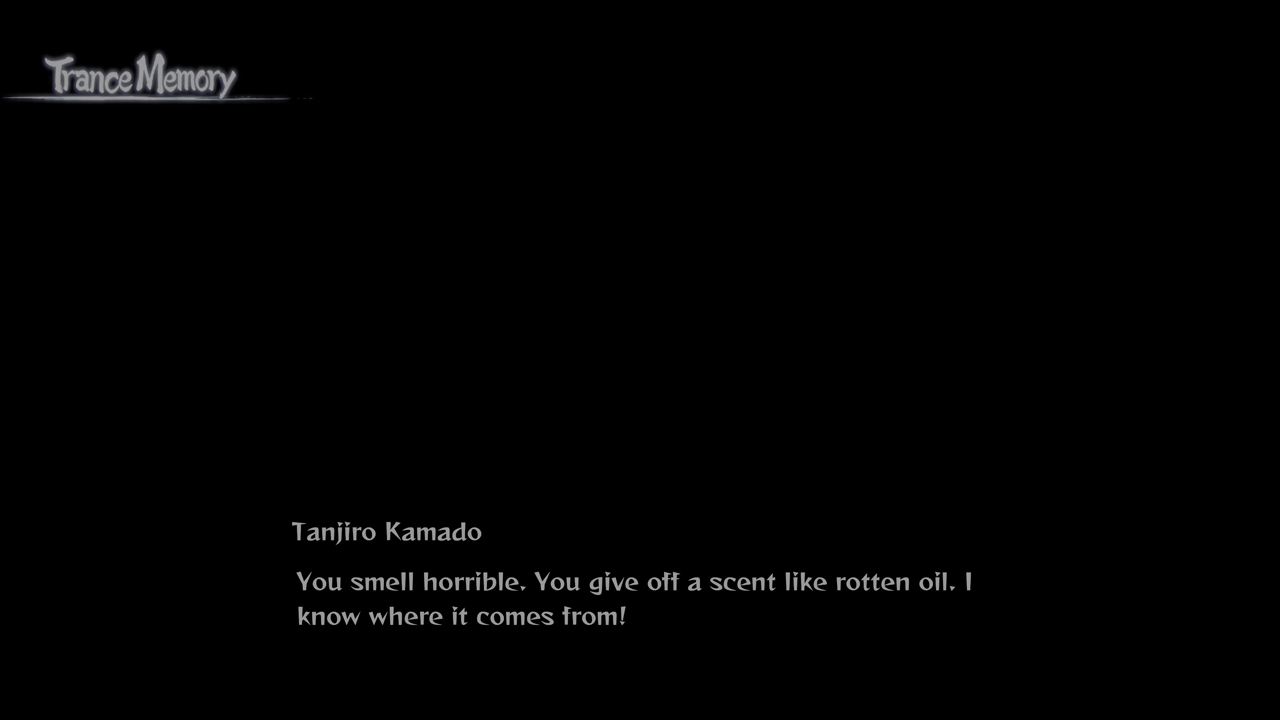 Trance Memory
Tanjiro Kamado
You smell horrible. You give off a scent like rotten oil. I
know where it comes from!